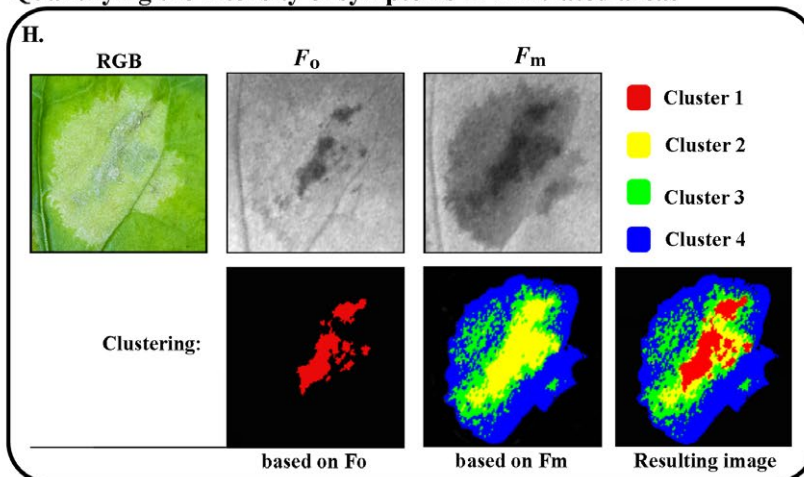 H.
RGB
Fo
Fm
Cluster 1
Cluster 2
Cluster 3
Cluster 4
Clustering:
based on Fo
based on Fm
Resulting image